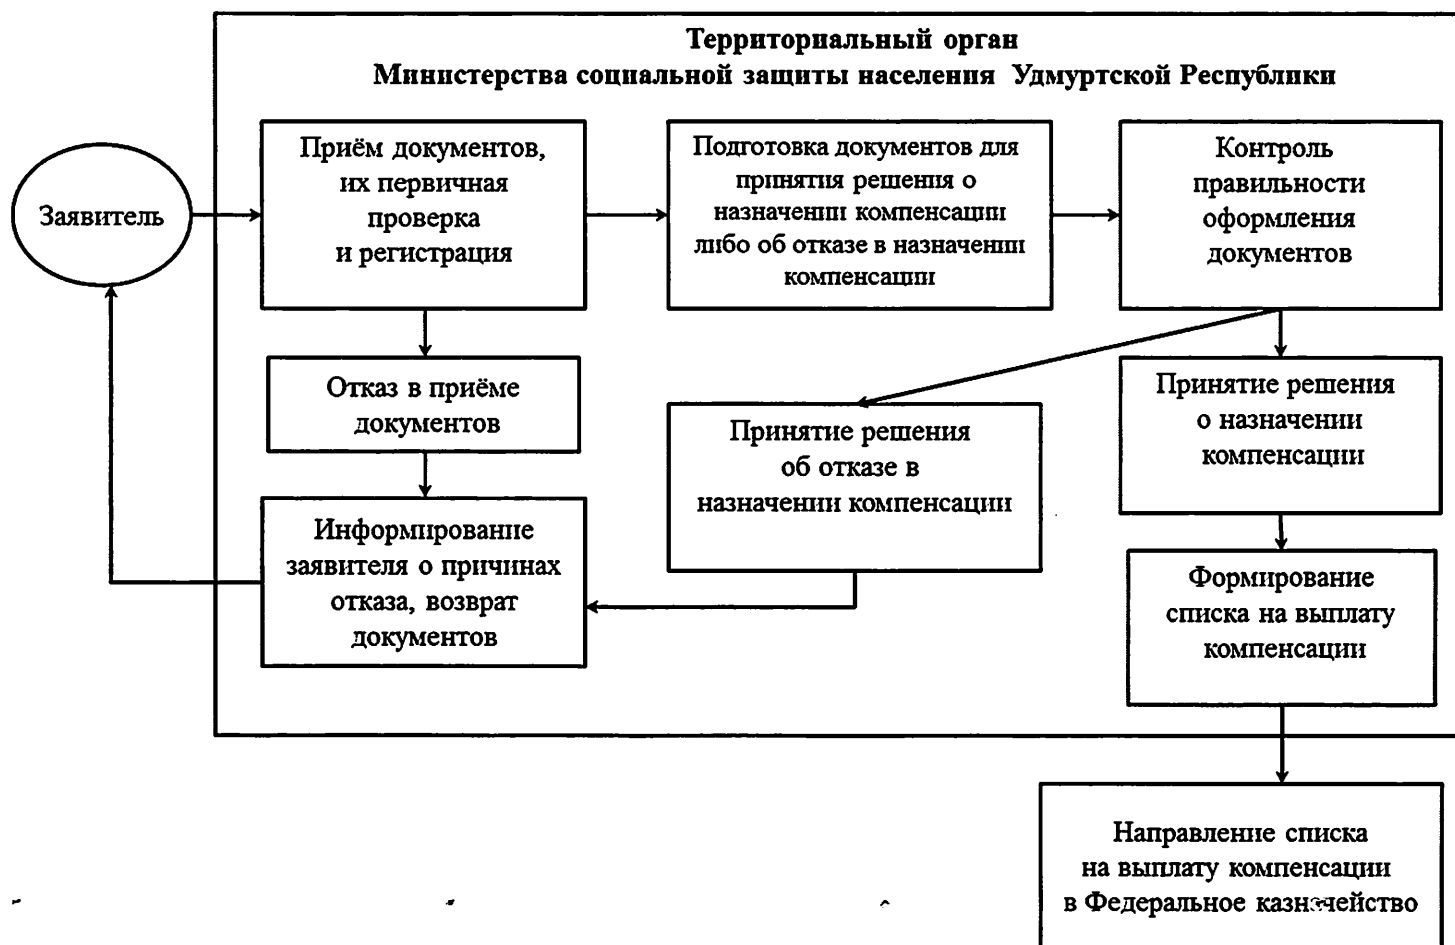 Территориальный орган
Министерства социальной защиты населения Удмуртской Республики
Заявитель
Приём документов,
их первичная
проверка
и регистрация
Подготовка документов для
принятия решения о
назначении компенсации
либо об отказе в назначении
компенсации
Контроль
правильности
оформления
документов
Отказ в приёме
документов
Принятие решения
об отказе в
назначении компенсации
Принятие решения
о назначении
компенсации
Информирование
заявителя о причинах
отказа, возврат
документов
Формирование
списка на выплату
компенсации
Направление списка
на выплату компенсации
в Федеральное казначейство